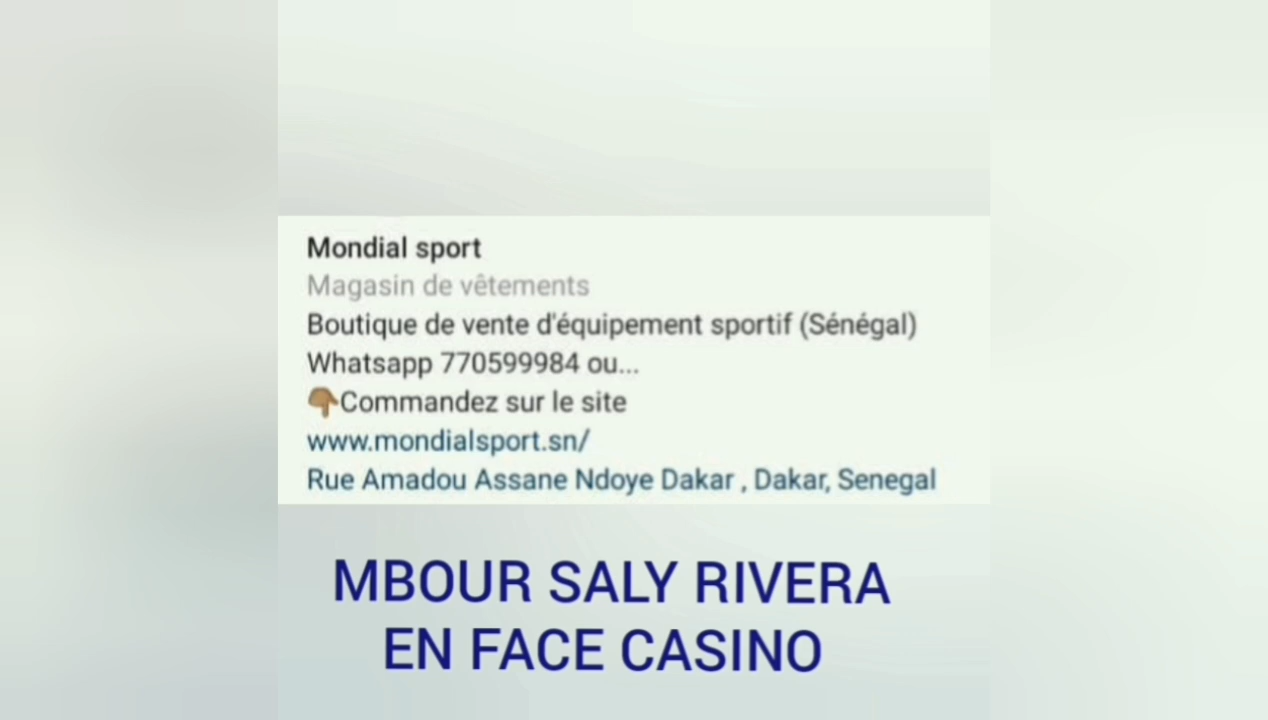 Mondial sport
Magasin de vêtements
Boutique de vente d'équipement sportif (Sénégal)
Whatsapp 770599984 ou...
👇🏾Commandez sur le site
www.mondialsport.sn/
Rue Amadou Assane Ndoye Dakar , Dakar, Senegal
MBOUR SALY RIVERA
EN FACE CASINO